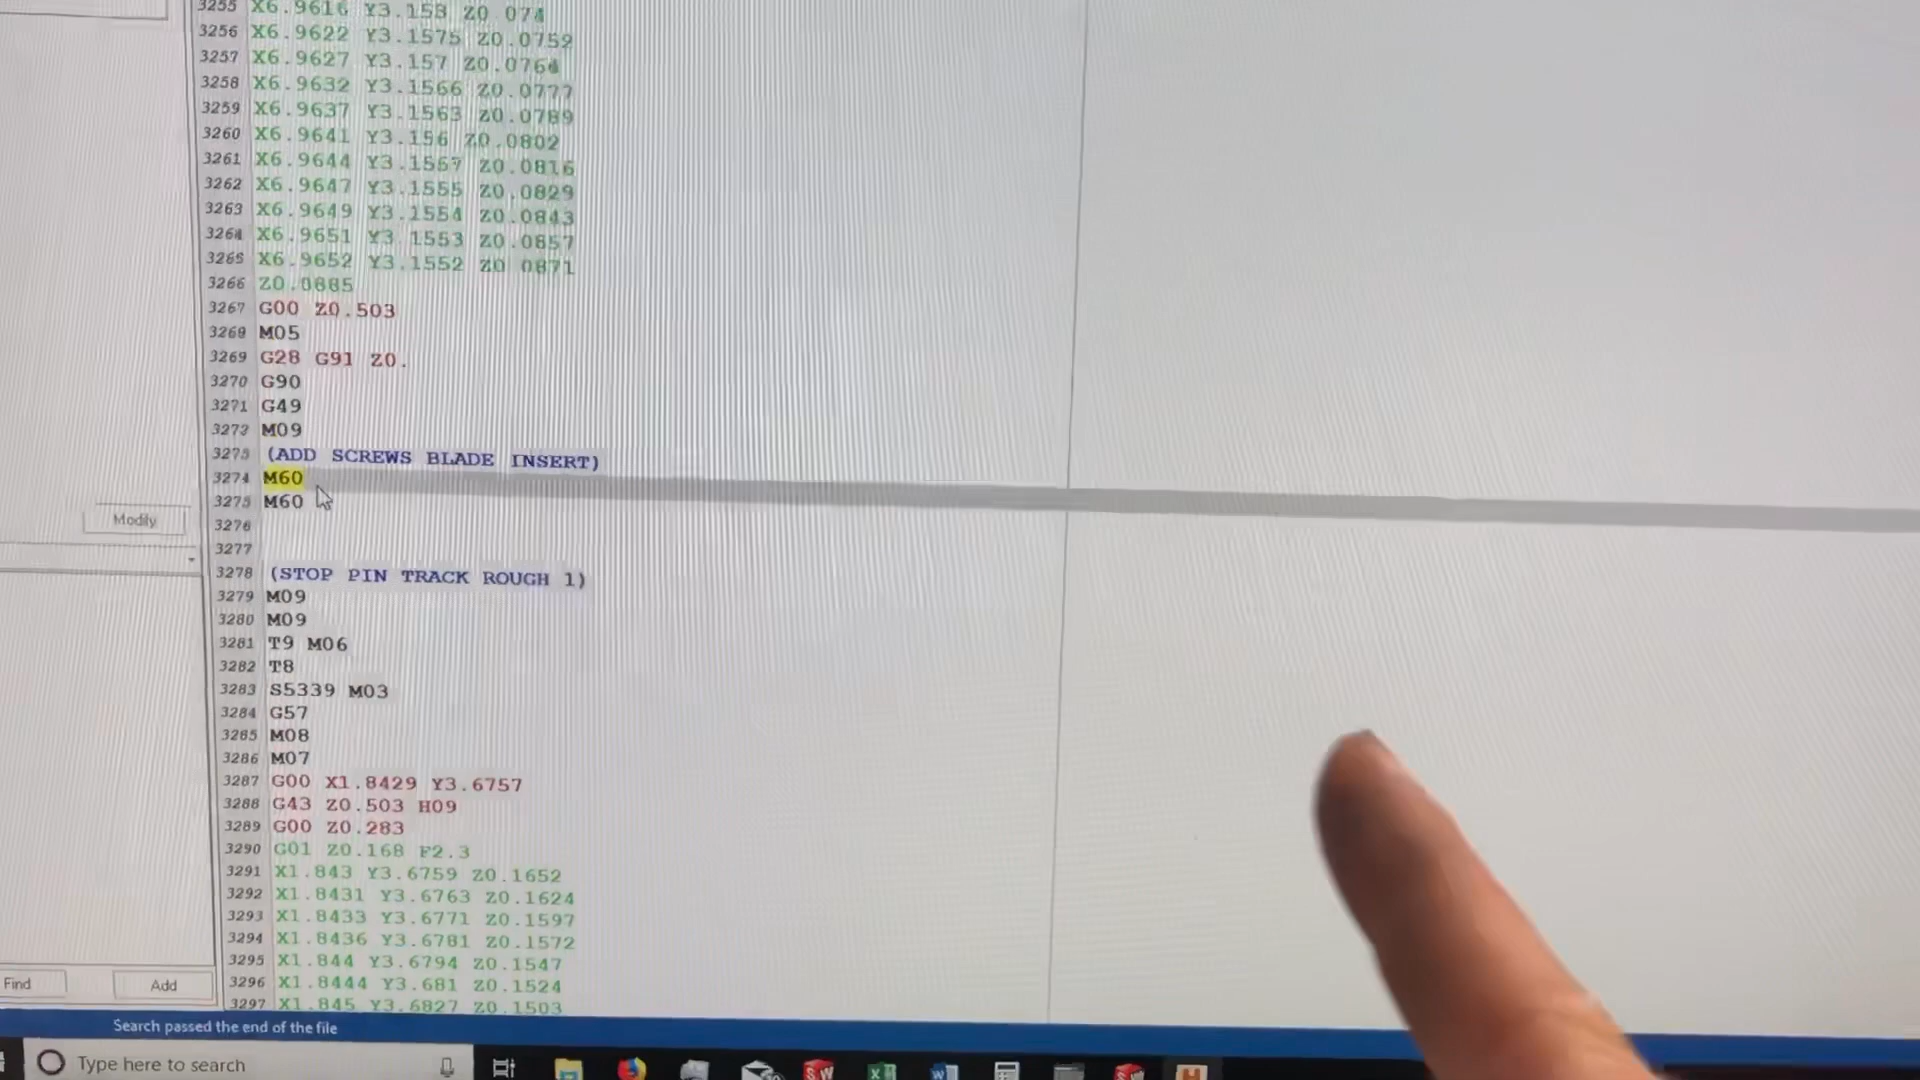 3255 X6.9616 Y3.158 Z0 074
3256 X6.9622 Y3.1575 Z0.0752
3257 X6.9627 Y3.157 Z0.0764
3258 X6.9632 Y3.1566 Z0.0777
3259 X6.9637 Y3.1563 Z0.0789
3260 X6.9641 Y3.156 Z0.0802
3261 X6.9644 Y3.1557 Z0.0816
3262 X6.9647 Y3.1555 Z0.0829
3263 X6.9649 Y3.1554 Z0.0843
3264 X6.9651 Y3 1553 Z0.0857
3265 X6.9652 Y3.1552 Z0 0871
3266 Z0.0885
3267 G00 Z0.503
3268 M05
3269 G28 G91 Z0.
3270 G90
3271 G49
3272 M09
3273 (ADD SCREWS BLADE INSERT)
3274 M60
3275 M60
3276
3277
3278 (STOP PIN TRACK ROUGH 1)
3279 M09
3280 M09
3281 T9 M06
3282 T8
3283 S5339 M03
3284 G57
3285 M08
3286 M07
3287 G00 X1.8429 Y3.6757
3288 G43 Z0.503 H09
3289 G00 Z0.283
3290 G01 Z0.168 F2.3
3291 X1.843 Y3.6759 Z0.1652
3292 X1.8431 Y3.6763 Z0.1624
3293 X1.8433 Y3.6771 Z0.1597
3294 X1.8436 Y3.6781 Z0.1572
3295 X1.844 Y3.6794 Z0.1547
3296 X1.8444 Y3.681 Z0.1524
3297 X1.845 Y3.6827 Z0.1503
Modify
Find Add
Search passed the end of the file
Type here to search